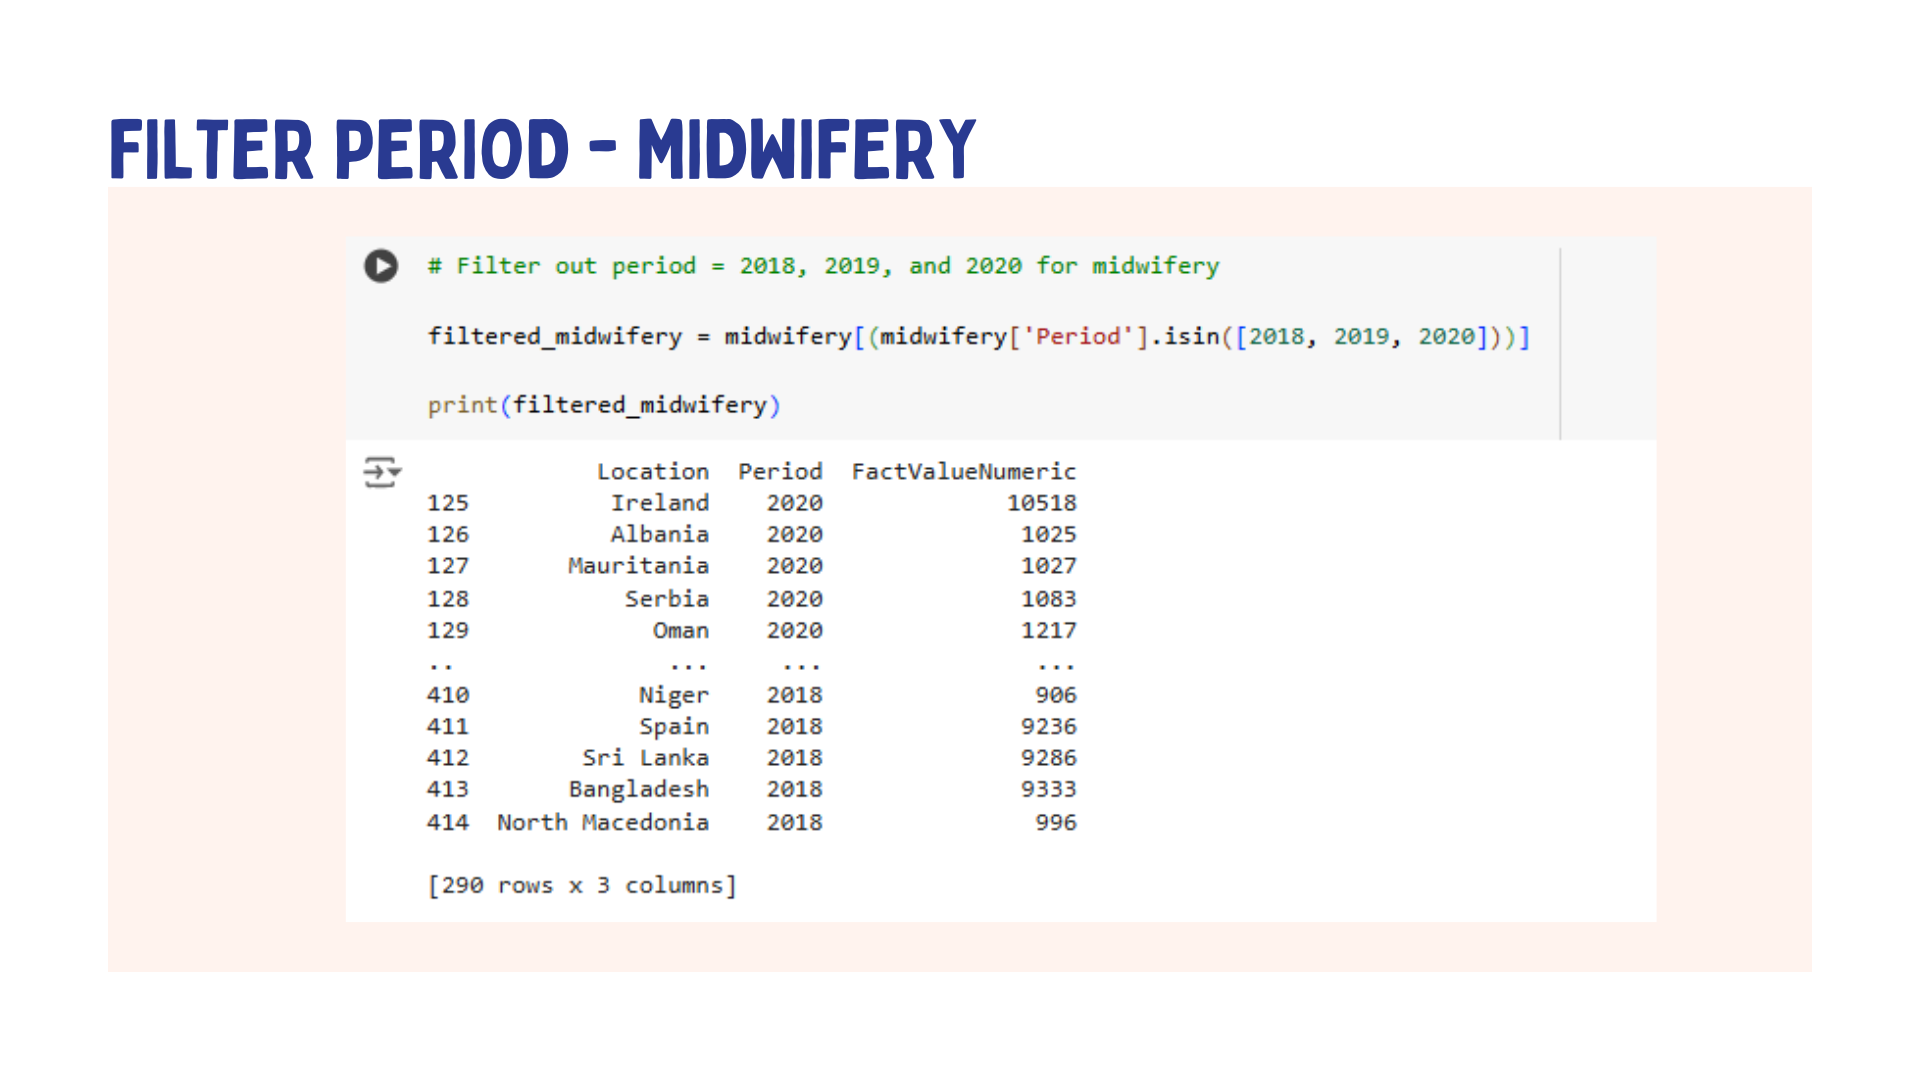 FILTER PERIOD - MIDWIFERY
# Filter out period = 2018, 2019, and 2020 for midwifery
filtered_midwifery = midwifery[(midwifery['Period'].isin([2018, 2019, 2020]))]
print(filtered_midwifery)
Location Period FactValueNumeric
125 Ireland 2020 10518
126 Albania 2020 1025
127 Mauritania 2020 1027
128 Serbia 2020 1083
129 Oman 2020 1217
.. ... ... ...
410 Niger 2018 906
411 Spain 2018 9236
412 Sri Lanka 2018 9286
413 Bangladesh 2018 9333
414 North Macedonia 2018 996
[290 rows x 3 columns]